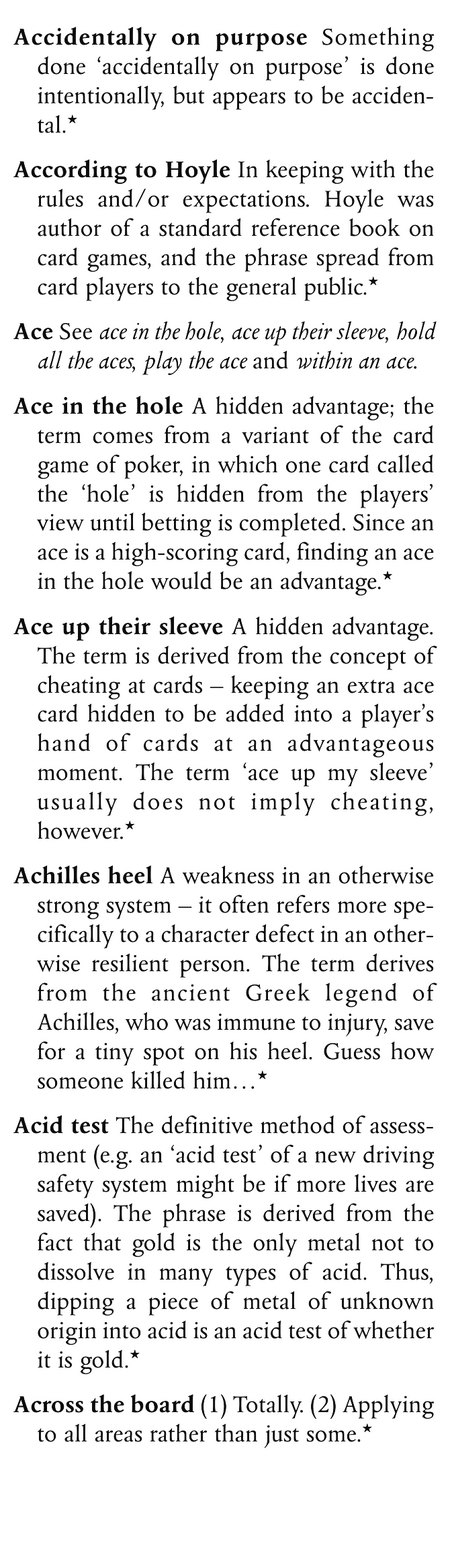 Accidentally on purpose Something
done ‘accidentally on purpose’ is done
intentionally, but appears to be acciden-
tal.★
According to Hoyle In keeping with the
rules and/or expectations. Hoyle was
author of a standard reference book on
card games, and the phrase spread from
card players to the general public.★
Ace See ace in the hole, ace up their sleeve, hold
all the aces, play the ace and within an ace.
Ace in the hole A hidden advantage; the
term comes from a variant of the card
game of poker, in which one card called
the ‘hole’ is hidden from the players’
view until betting is completed. Since an
ace is a high-scoring card, finding an ace
in the hole would be an advantage.★
Ace up their sleeve A hidden advantage.
The term is derived from the concept of
cheating at cards – keeping an extra ace
card hidden to be added into a player’s
hand of cards at an advantageous
moment. The term ‘ace up my sleeve’
usually does not imply cheating,
however.★
Achilles heel A weakness in an otherwise
strong system – it often refers more spe-
cifically to a character defect in an other-
wise resilient person. The term derives
from the ancient Greek legend of
Achilles, who was immune to injury, save
for a tiny spot on his heel. Guess how
someone killed him…★
Acid test The definitive method of assess-
ment (e.g. an ‘acid test’ of a new driving
safety system might be if more lives are
saved). The phrase is derived from the
fact that gold is the only metal not to
dissolve in many types of acid. Thus,
dipping a piece of metal of unknown
origin into acid is an acid test of whether
it is gold.★
Across the board (1) Totally. (2) Applying
to all areas rather than just some.★